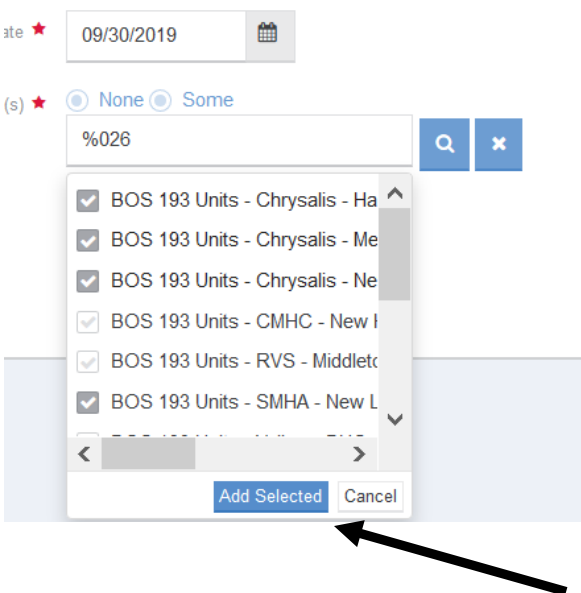 ate ★ 09/30/2019
(s) ★ None Some
%026
BOS 193 Units - Chrysalis - Ha
BOS 193 Units - Chrysalis - Me
BOS 193 Units - Chrysalis - Ne
BOS 193 Units - CMHC - New
BOS 193 Units - RVS - Middletc
BOS 193 Units - SMHA - New L
Add Selected Cancel